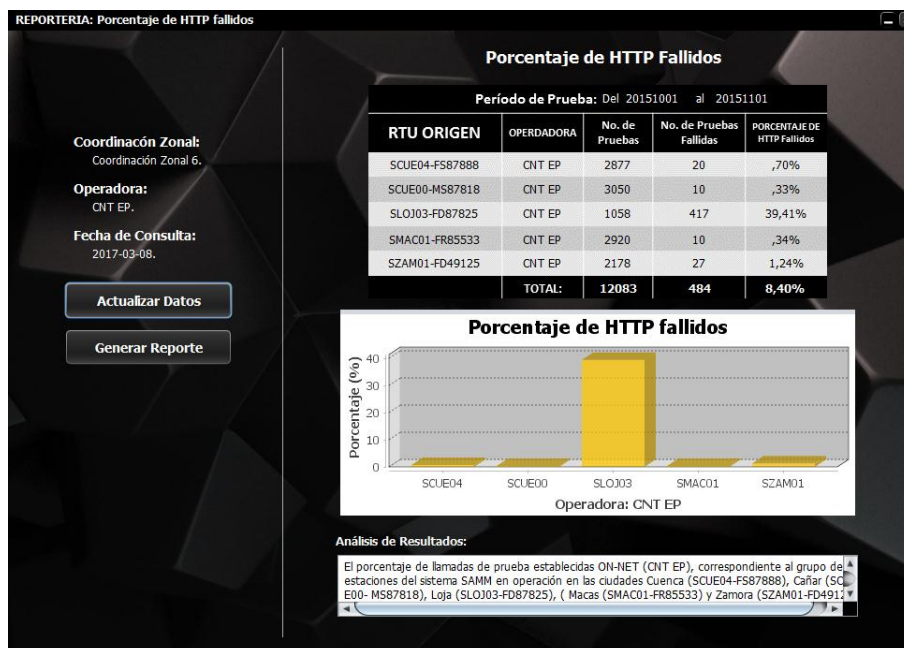 REPORTERIA: Porcentaje de HTTP fallidos
Coordinacón Zonal:
Coordinación Zonal 6.
Operadora:
CNT EP.
Fecha de Consulta:
2017-03-08.
Actualizar Datos
Generar Reporte
Porcentaje de HTTP Fallidos
Período de Prueba: Del 20151001 al 20151101
RTU ORIGEN OPERDADORA No. de Pruebas No. de Pruebas Fallidas PORCENTAJE DE HTTP Fallidos
SCUE04-FS87888 CNT EP 2877 20 ,70%
SCUE00-MS87818 CNT EP 3050 10 ,33%
SLOJ03-FD87825 CNT EP 1058 417 39,41%
SMAC01-FR85533 CNT EP 2920 10 ,34%
SZAM01-FD49125 CNT EP 2178 27 1,24%
TOTAL: 12083 484 8,40%
Porcentaje de HTTP fallidos
Porcentaje (%)
40
30
20
10
0
SCUE04 SCUE00 SLOJ03 SMAC01 SZAM01
Operadora: CNT EP
Análisis de Resultados:
El porcentaje de llamadas de prueba establecidas ON-NET (CNT EP), correspondiente al grupo de
estaciones del sistema SAMM en operación en las ciudades Cuenca (SCUE04-FS87888), Cañar (SC
E00- MS87818), Loja (SLOJ03-FD87825), ( Macas (SMAC01-FR85533) y Zamora (SZAM01-FD4912